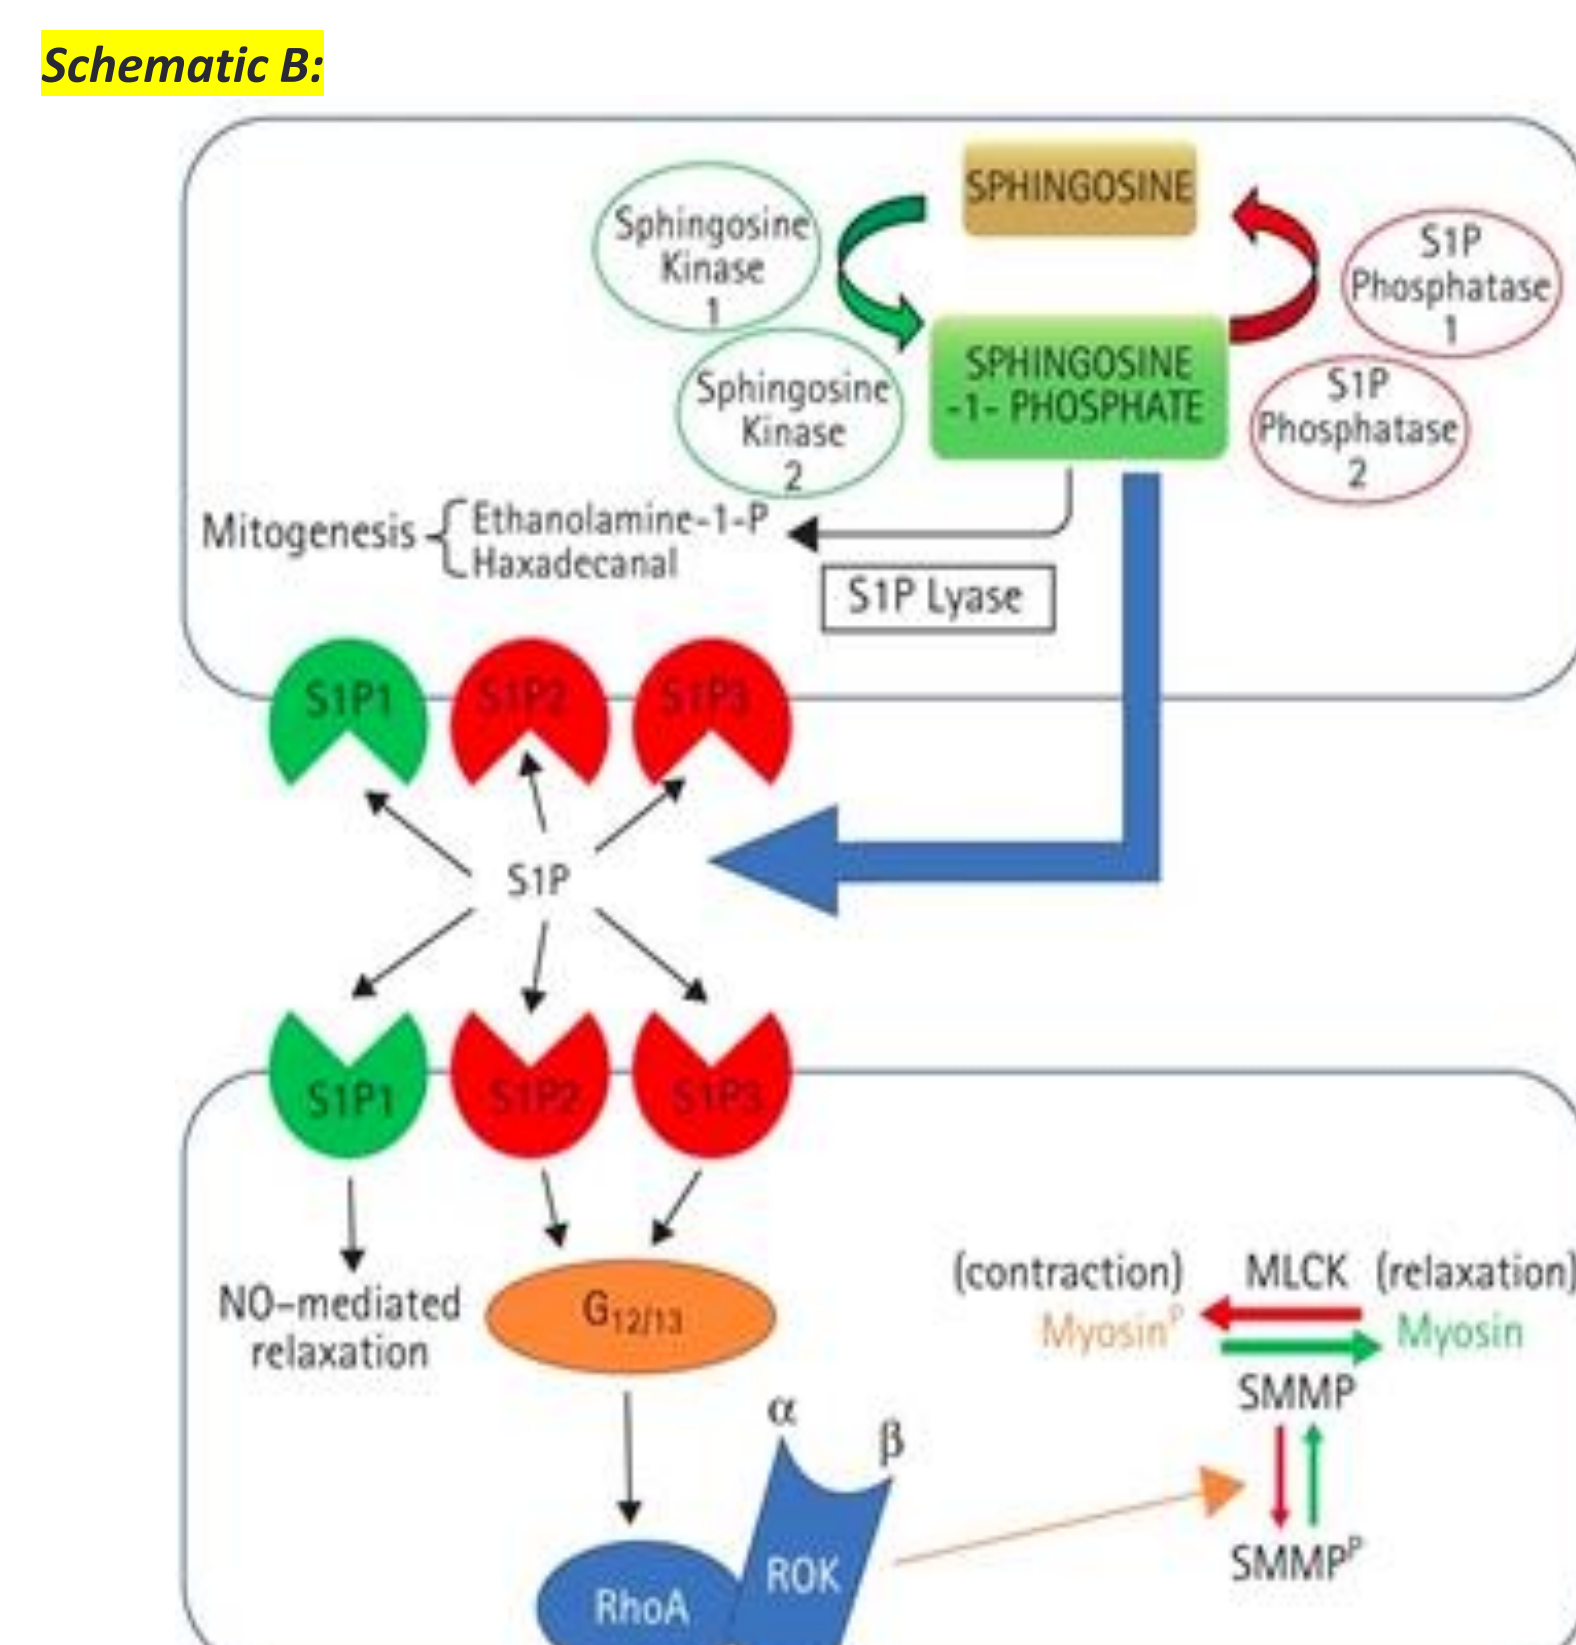 Schematic B:
SPHINGOSINE
Sphingosine
Kinase
1
S1P
Phosphatase
1
SPHINGOSINE
-1- PHOSPHATE
Sphingosine
Kinase
2
S1P
Phosphatase
2
Mitogenesis
Ethanolamine-1-P
Haxadecanal
S1P Lyase
S1P1
S1P2
S1P3
S1P
S1P1
S1P2
S1P3
NO-mediated
relaxation
G12/13
(contraction)
MLCK
(relaxation)
Myosinᴾ
Myosin
SMMP
α
β
ROK
RhoA
SMMPᴾ